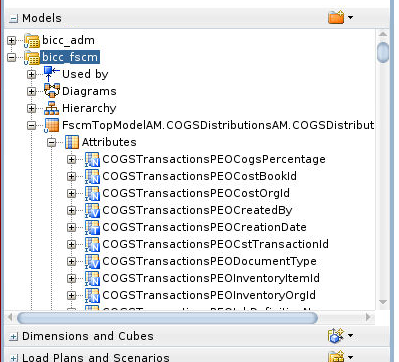 Models
bicc_adm
bicc_fscm
Used by
Diagrams
Hierarchy
FscmTopModelAM.COGSDistributionsAM.COGSDistribut
Attributes
COGSTransactionsPEOCogsPercentage
COGSTransactionsPEOCostBookId
COGSTransactionsPEOCostOrgId
COGSTransactionsPEOCreatedBy
COGSTransactionsPEOCreationDate
COGSTransactionsPEOCstTransactionId
COGSTransactionsPEODocumentType
COGSTransactionsPEOInventoryItemId
COGSTransactionsPEOInventoryOrgId
Dimensions and Cubes
Load Plans and Scenarios